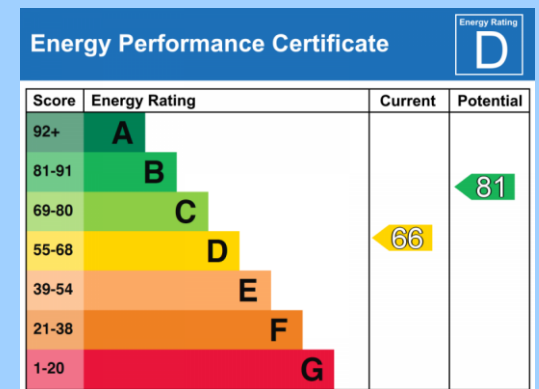 Energy Performance Certificate
Energy Rating
D
Score Energy Rating Current Potential
92+ A
81-91 B 81
69-80 C
55-68 D 66
39-54 E
21-38 F
1-20 G